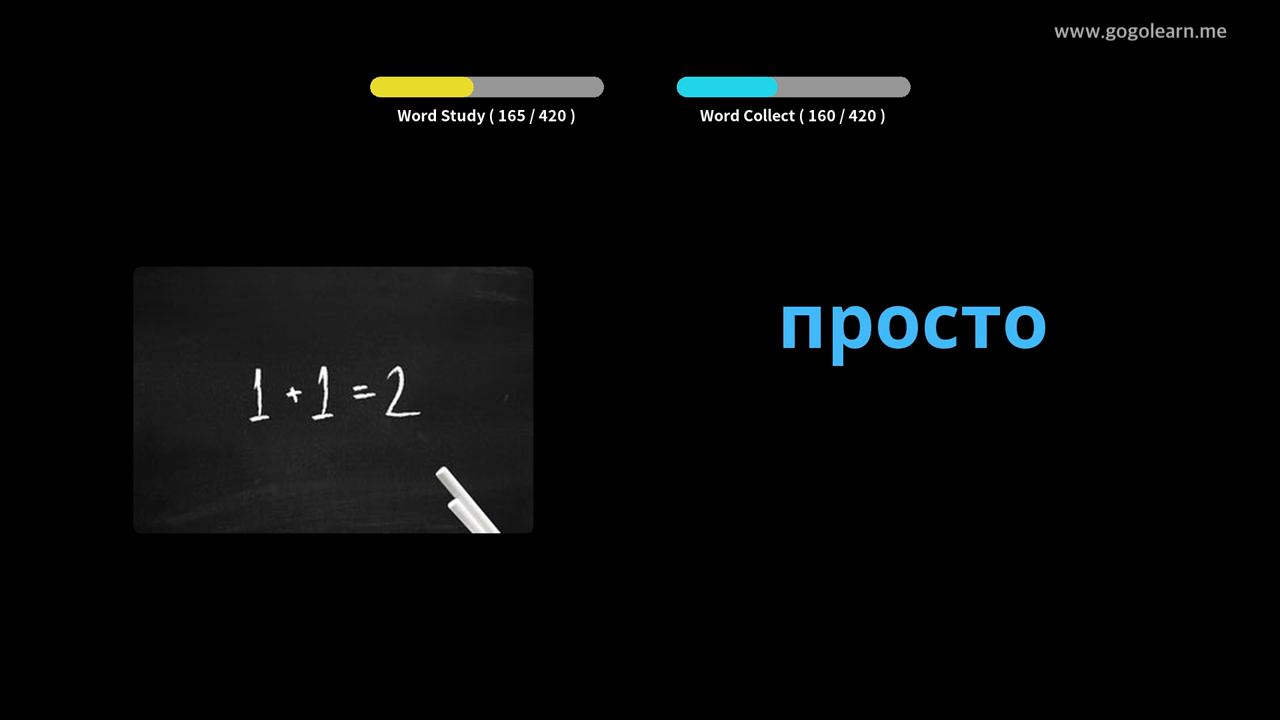 www.gogolearn.me
Word Study ( 165 / 420 )
Word Collect ( 160 / 420 )
просто
1 + 1 = 2